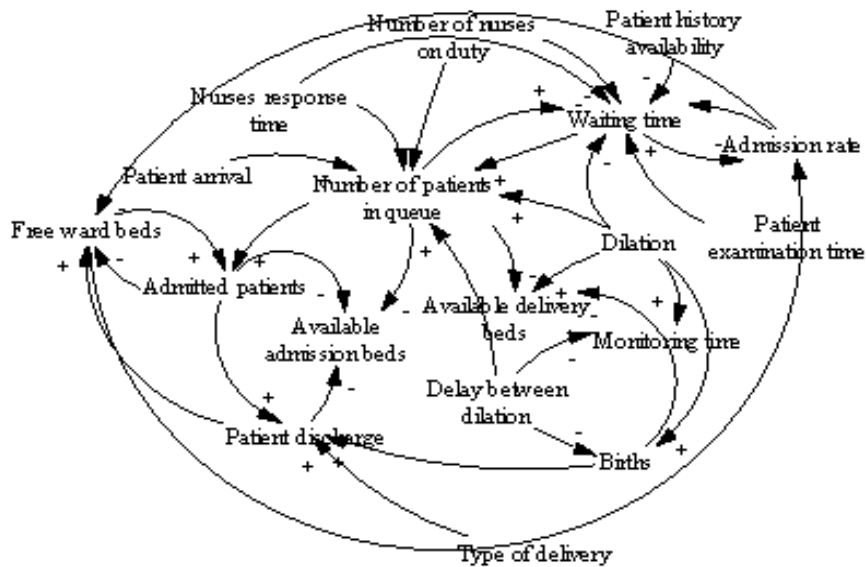 Number of nurses
on duty
Patient history
availability
Nurses response
time
Waiting time
Admission rate
Patient arrival
Number of patients
in queue
Free ward beds
Dilation
Patient
examination time
Admitted patients
Available
admission beds
Available delivery
beds
Monitoring time
Delay between
dilation
Patient discharge
Births
Type of delivery